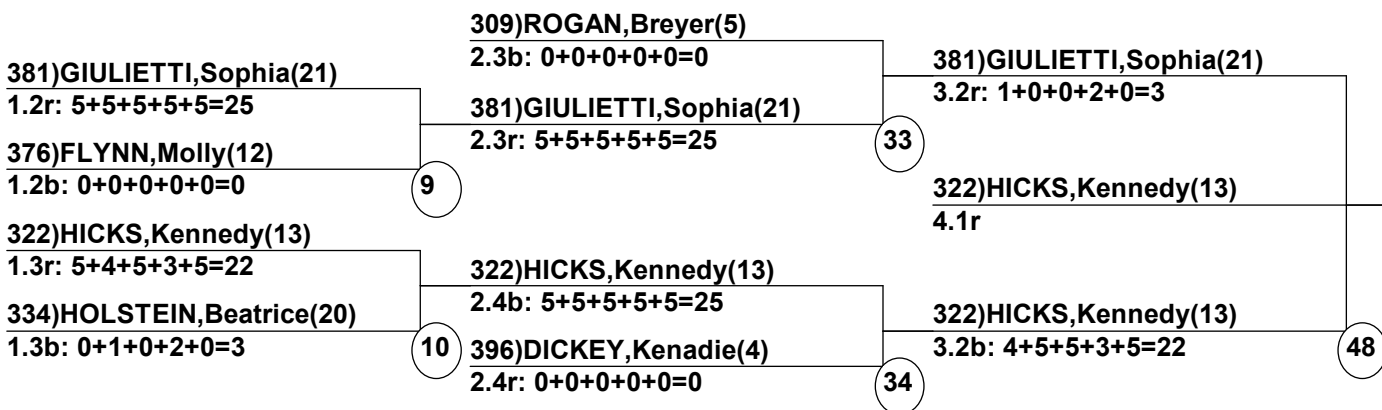 381)GIULIETTI,Sophia(21)
1.2r: 5+5+5+5+5=25
376)FLYNN,Molly(12)
1.2b: 0+0+0+0+0=0
9
322)HICKS,Kennedy(13)
1.3r: 5+4+5+3+5=22
334)HOLSTEIN,Beatrice(20)
1.3b: 0+1+0+2+0=3
10
309)ROGAN,Breyer(5)
2.3b: 0+0+0+0+0=0
381)GIULIETTI,Sophia(21)
2.3r: 5+5+5+5+5=25
33
322)HICKS,Kennedy(13)
2.4b: 5+5+5+5+5=25
396)DICKEY,Kenadie(4)
2.4r: 0+0+0+0+0=0
34
381)GIULIETTI,Sophia(21)
3.2r: 1+0+0+2+0=3
322)HICKS,Kennedy(13)
4.1r
322)HICKS,Kennedy(13)
3.2b: 4+5+5+3+5=22
48